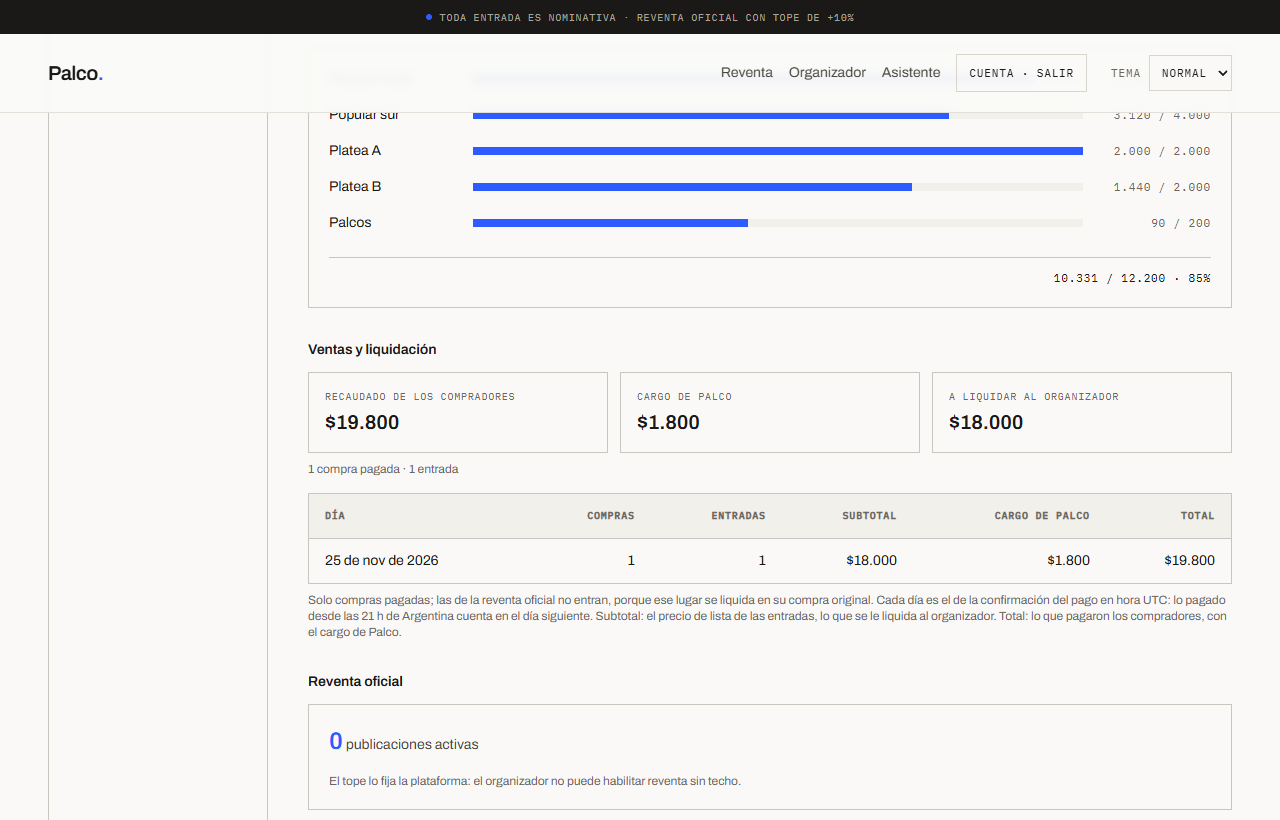 TODA ENTRADA ES NOMINATIVA · REVENTA OFICIAL CON TOPE DE +10%
Palco.
Reventa
Organizador
Asistente
CUENTA · SALIR
TEMA
NORMAL
Popular sur
3.120 / 4.000
Platea A
2.000 / 2.000
Platea B
1.440 / 2.000
Palcos
90 / 200
10.331 / 12.200 · 85%
Ventas y liquidación
RECAUDADO DE LOS COMPRADORES
$19.800
CARGO DE PALCO
$1.800
A LIQUIDAR AL ORGANIZADOR
$18.000
1 compra pagada · 1 entrada
DÍA COMPRAS ENTRADAS SUBTOTAL CARGO DE PALCO TOTAL
25 de nov de 2026 1 1 $18.000 $1.800 $19.800
Solo compras pagadas; las de la reventa oficial no entran, porque ese lugar se liquida en su compra original. Cada día es el de la confirmación del pago en hora UTC: lo pagado
desde las 21 h de Argentina cuenta en el día siguiente. Subtotal: el precio de lista de las entradas, lo que se le liquida al organizador. Total: lo que pagaron los compradores, con
el cargo de Palco.
Reventa oficial
0 publicaciones activas
El tope lo fija la plataforma: el organizador no puede habilitar reventa sin techo.